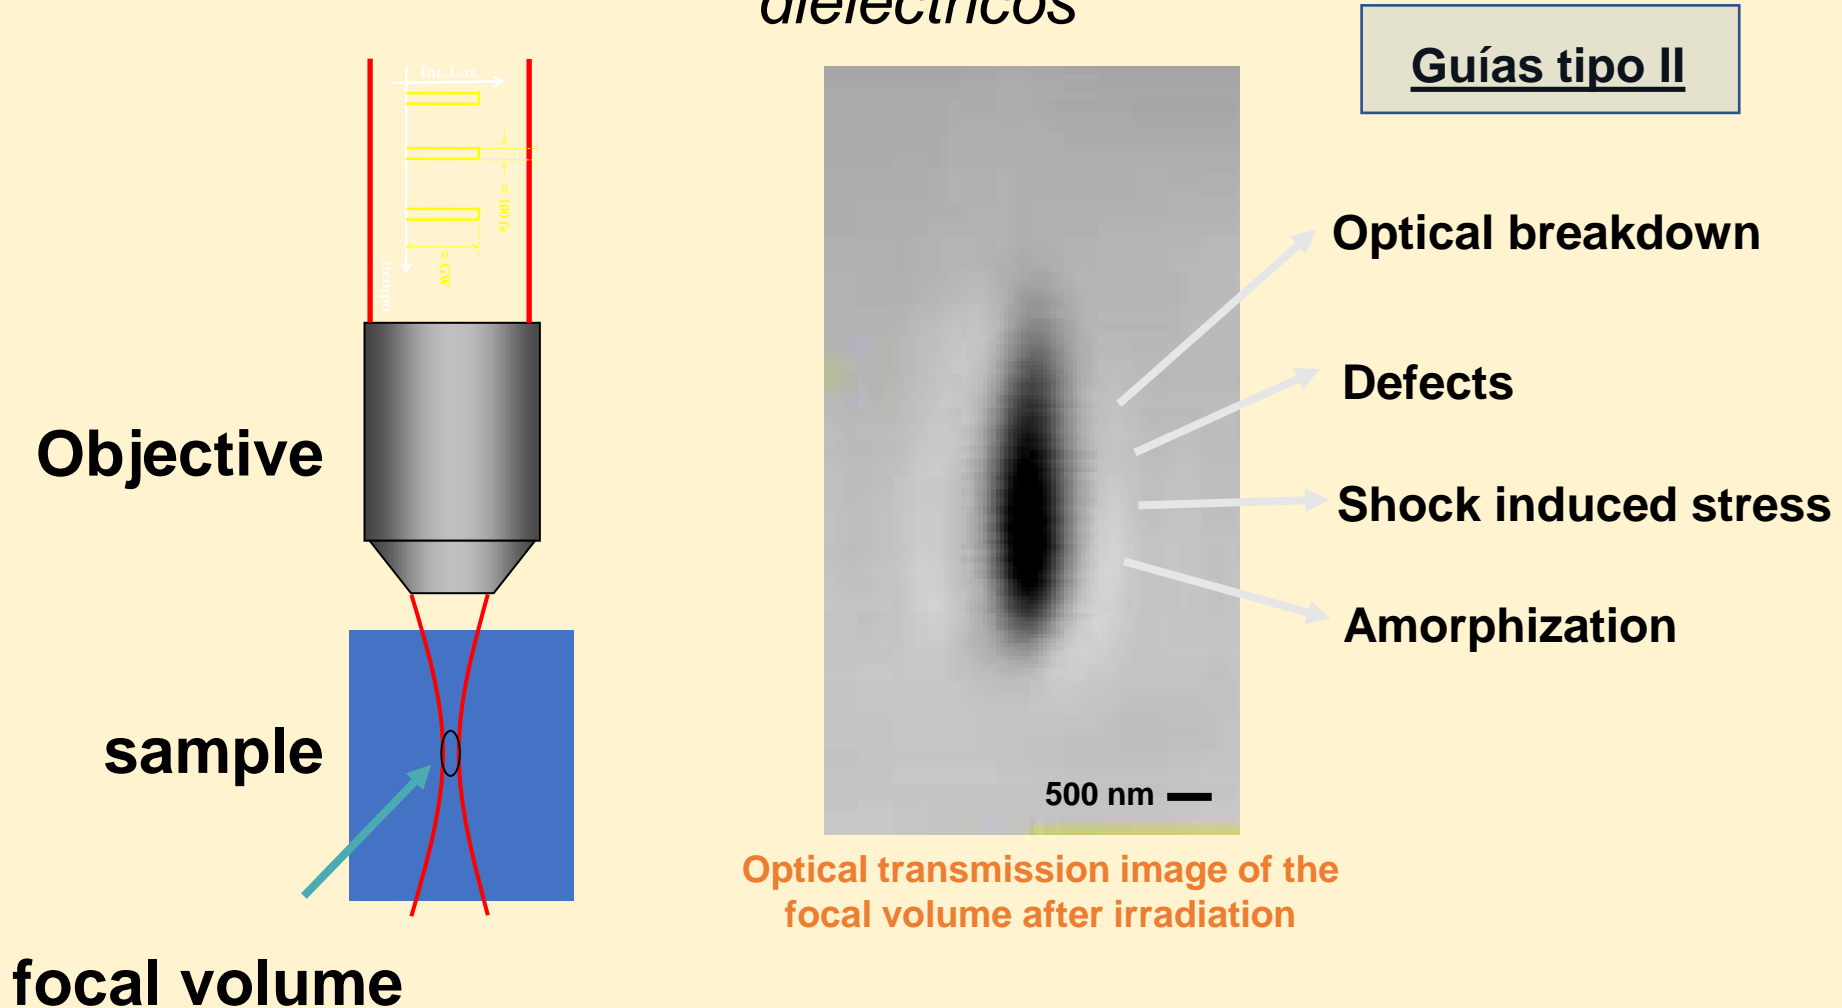 dieléctricos
Guías tipo II
Int. Luz
≈ 100 fs
≈ GW
tiempo
Objective
sample
focal volume
Optical breakdown
Defects
Shock induced stress
Amorphization
500 nm
Optical transmission image of the
focal volume after irradiation